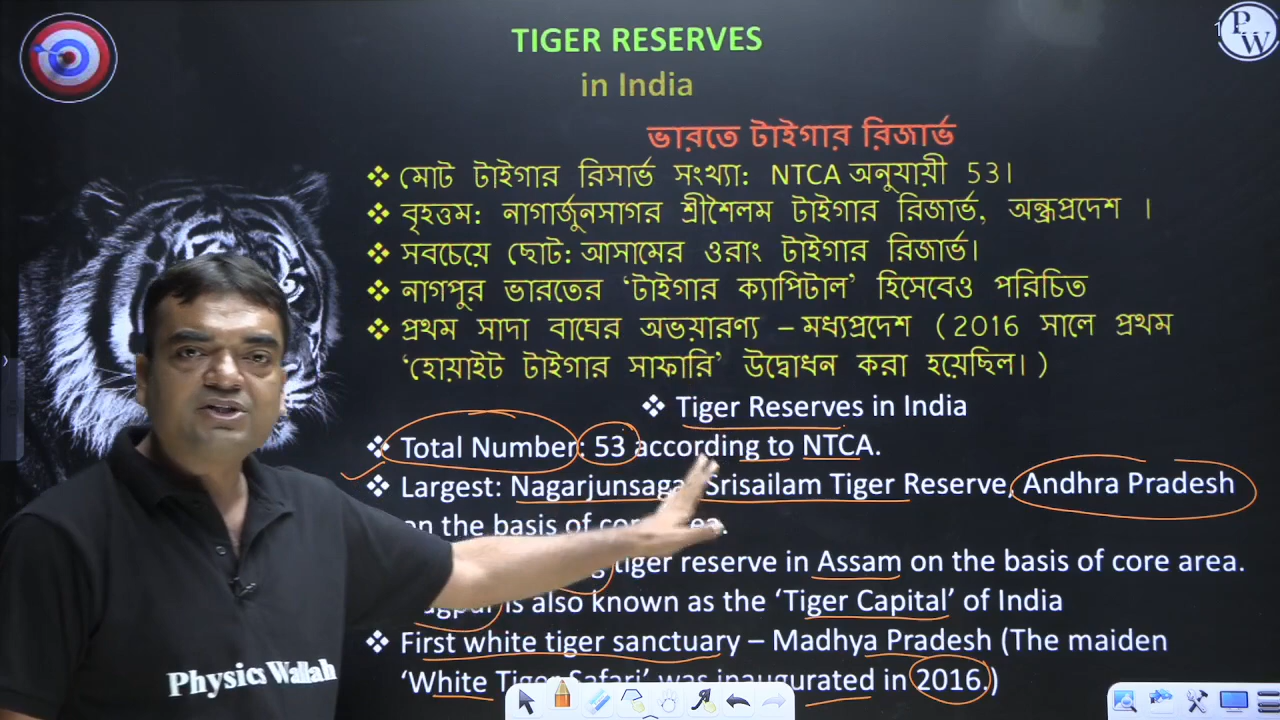 TIGER RESERVES
in India
PW
ভারতে টাইগার রিজার্ভ
❖ মোট টাইগার রিসার্ভ সংখ্যা: NTCA অনুযায়ী 53।
❖ বৃহত্তম: নাগার্জুনসাগর শ্রীশৈলম টাইগার রিজার্ভ, অন্ধ্রপ্রদেশ ।
❖ সবচেয়ে ছোট: আসামের ওরাং টাইগার রিজার্ভ।
❖ নাগপুর ভারতের ‘টাইগার ক্যাপিটাল’ হিসেবেও পরিচিত
❖ প্রথম সাদা বাঘের অভয়ারণ্য – মধ্যপ্রদেশ (2016 সালে প্রথম
‘হোয়াইট টাইগার সাফারি’ উদ্বোধন করা হয়েছিল।)
❖ Tiger Reserves in India
❖ Total Number: 53 according to NTCA.
❖ Largest: Nagarjunsaga Srisailam Tiger Reserve, Andhra Pradesh
on the basis of core area.
tiger reserve in Assam on the basis of core area.
is also known as the ‘Tiger Capital’ of India
❖ First white tiger sanctuary – Madhya Pradesh (The maiden
‘White Tiger Safari’ was inaugurated in 2016.)
Physics Wallah